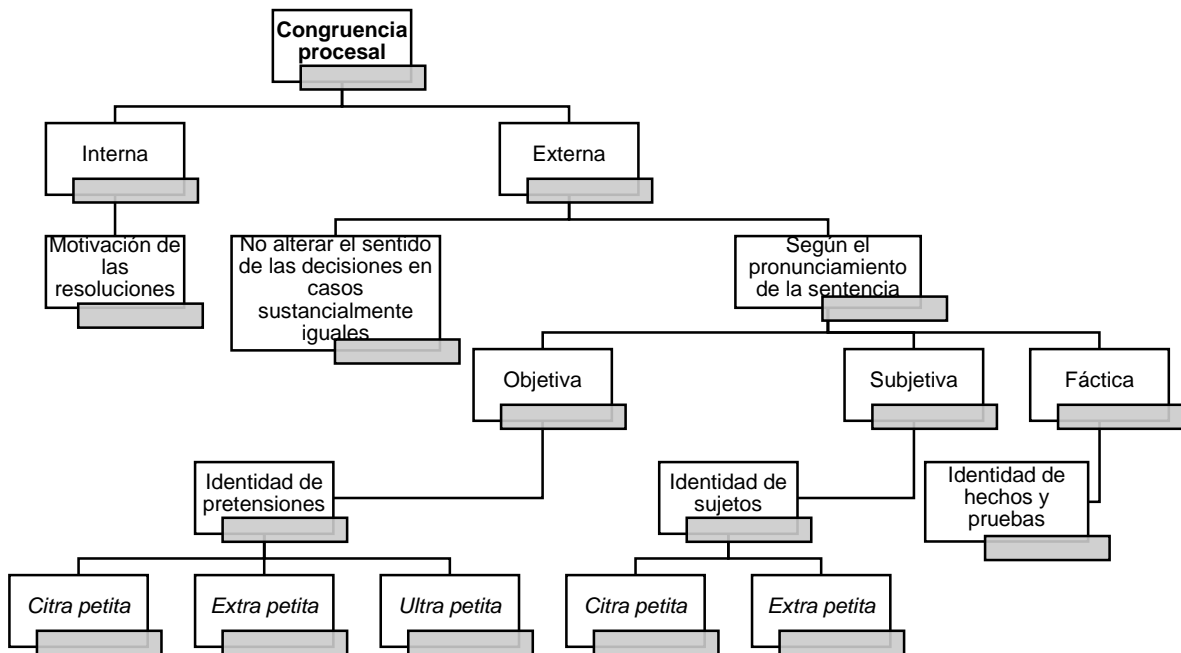 Congruencia
procesal
Interna
Externa
Motivación de
las
resoluciones
No alterar el sentido
de las decisiones en
casos
sustancialmente
iguales
Según el
pronunciamiento
de la sentencia
Objetiva
Subjetiva
Fáctica
Identidad de
pretensiones
Identidad de
sujetos
Identidad de
hechos y
pruebas
Citra petita
Extra petita
Ultra petita
Citra petita
Extra petita